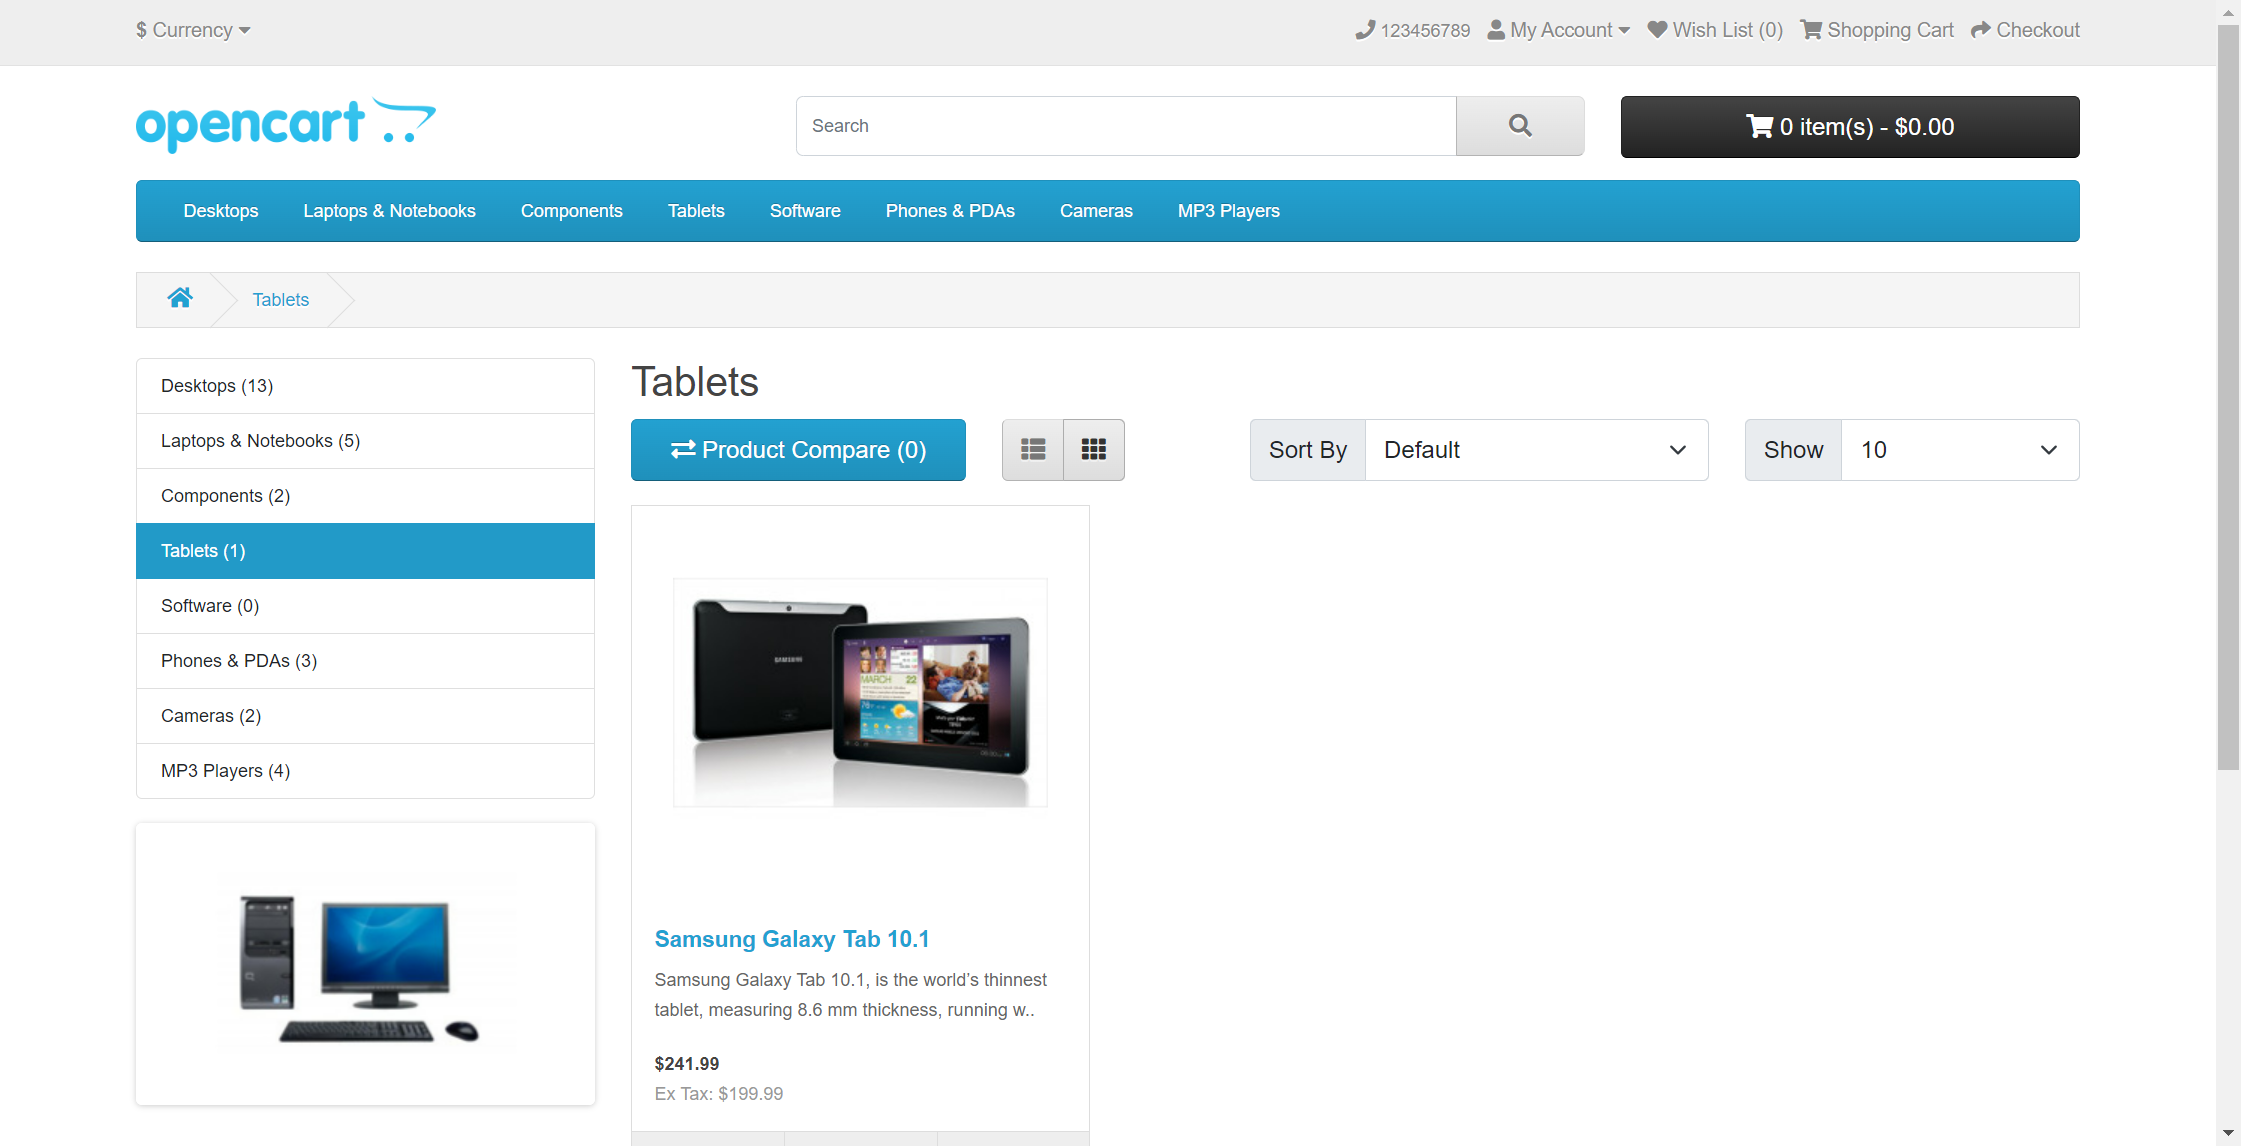 $ Currency
123456789
My Account
Wish List (0)
Shopping Cart
Checkout
opencart
Search
0 item(s) - $0.00
Desktops
Laptops & Notebooks
Components
Tablets
Software
Phones & PDAs
Cameras
MP3 Players
Tablets
Desktops (13)
Laptops & Notebooks (5)
Components (2)
Tablets (1)
Software (0)
Phones & PDAs (3)
Cameras (2)
MP3 Players (4)
Tablets
Product Compare (0)
Sort By
Default
Show
10
SAMSUNG
MARCH 22
Samsung Galaxy Tab 10.1
Samsung Galaxy Tab 10.1, is the world’s thinnest
tablet, measuring 8.6 mm thickness, running w..
$241.99
Ex Tax: $199.99